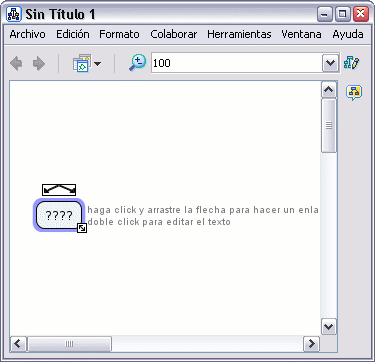 Sin Título 1
Archivo Edición Formato Colaborar Herramientas Ventana Ayuda
100
????
haga click y arrastre la flecha para hacer un enla
doble click para editar el texto